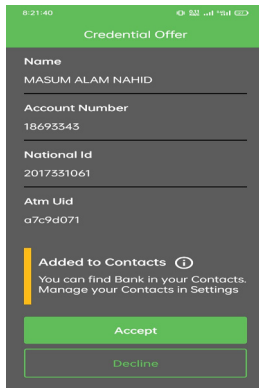 8:21:40
Credential Offer
Name
MASUM ALAM NAHID
Account Number
18693343
National Id
2017331061
Atm Uid
a7c9d071
Added to Contacts
You can find Bank in your Contacts.
Manage your Contacts in Settings
Accept
Decline